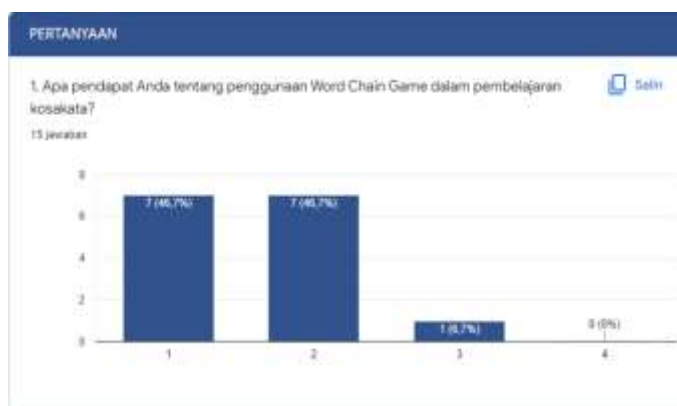 PERTANYAAN
1. Apa pendapat Anda tentang penggunaan Word Chain Game dalam pembelajaran
kosakata?
Salin
15 jawaban
8
6
4
2
0
7 (46,7%)
7 (46,7%)
1 (6,7%)
0 (0%)
1
2
3
4